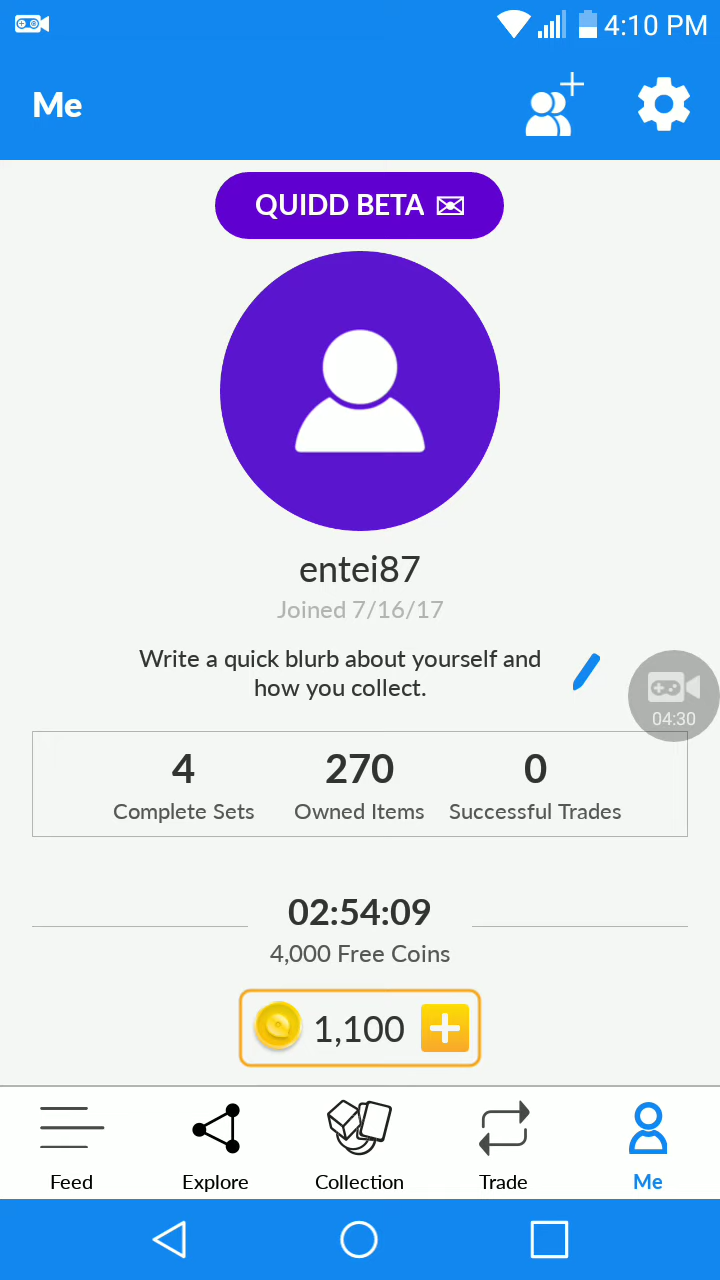 4:10 PM
Me
QUIDD BETA
entei87
Joined 7/16/17
Write a quick blurb about yourself and
how you collect.
04:30
4 270 0
Complete Sets Owned Items Successful Trades
02:54:09
4,000 Free Coins
1,100
Feed Explore Collection Trade Me